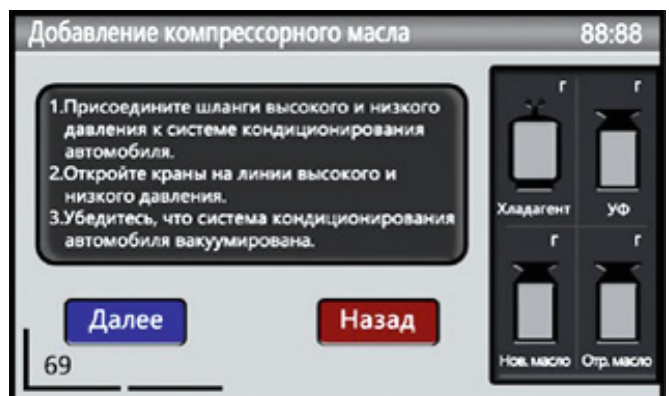 Добавление компрессорного масла 88:88
1.Присоедините шланги высокого и низкого
давления к системе кондиционирования
автомобиля.
2.Откройте краны на линии высокого и
низкого давления.
3.Убедитесь, что система кондиционирования
автомобиля вакуумирована.
г г
Хладагент УФ
г г
Нов. масло Отр. масло
Далее Назад
69